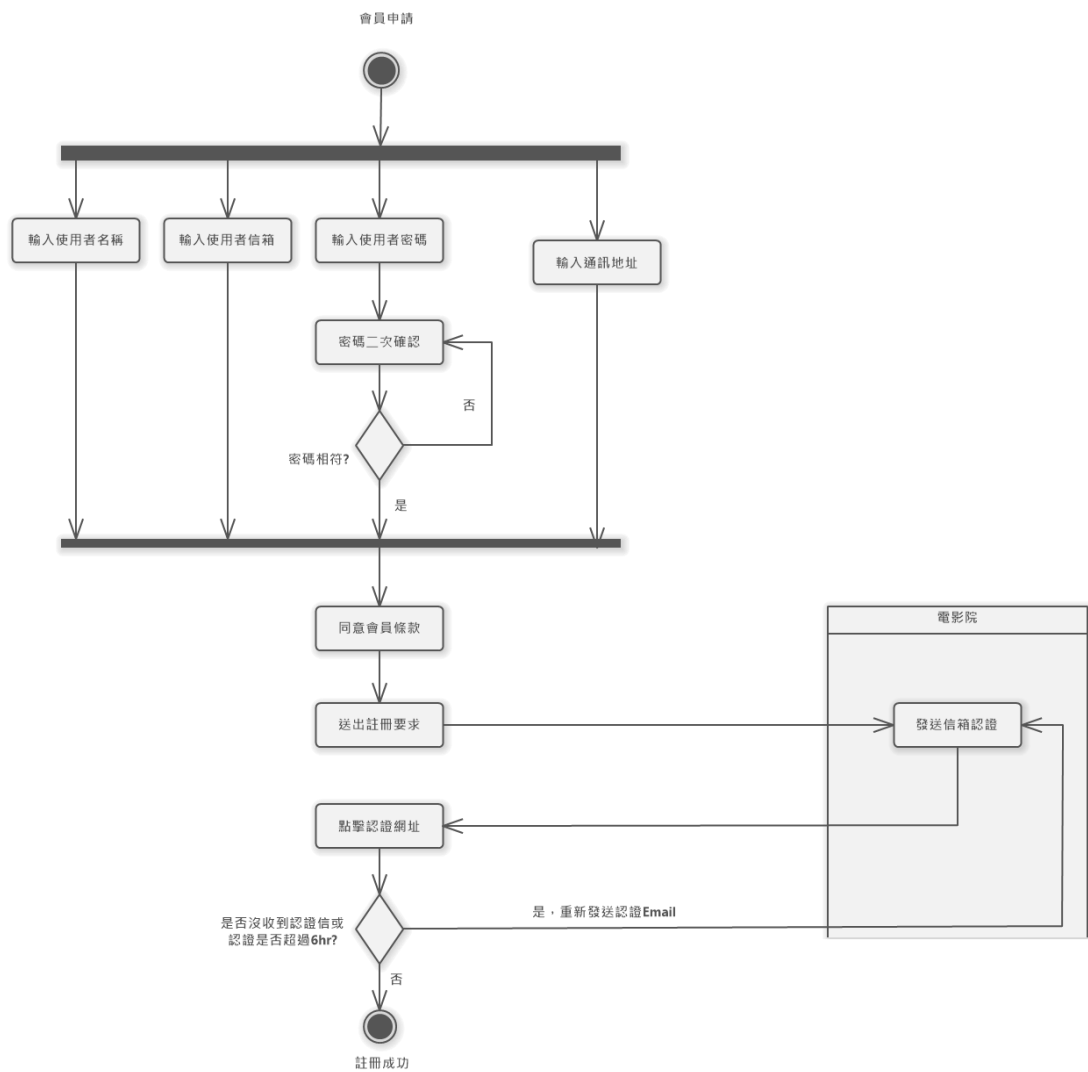 會員申請
輸入使用者名稱
輸入使用者信箱
輸入使用者密碼
輸入通訊地址
密碼二次確認
否
密碼相符?
是
同意會員條款
電影院
送出註冊要求
發送信箱認證
點擊認證網址
是否沒收到認證信或
認證是否超過6hr?
是，重新發送認證Email
否
註冊成功